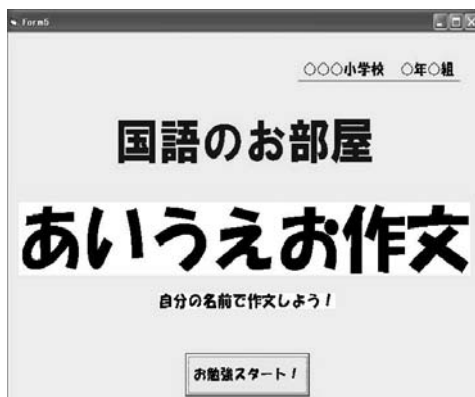 Form5
○○○小学校　○年○組
国語のお部屋
あいうえお作文
自分の名前で作文しよう！
お勉強スタート！